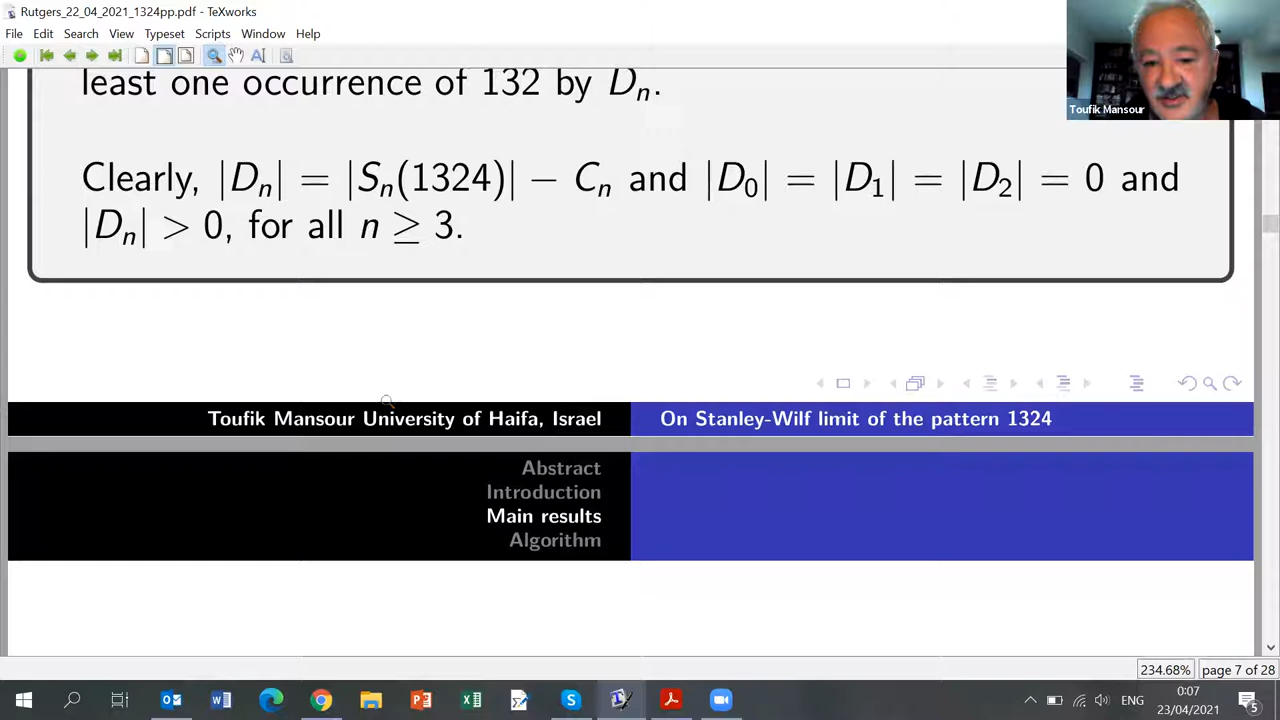 Rutgers_22_04_2021_1324pp.pdf - TeXworks
File Edit Search View Typeset Scripts Window Help
Toufik Mansour
least one occurrence of 132 by Dₙ.
Clearly, |Dₙ| = |Sₙ(1324)| − Cₙ and |D₀| = |D₁| = |D₂| = 0 and
|Dₙ| > 0, for all n ≥ 3.
Toufik Mansour University of Haifa, Israel On Stanley-Wilf limit of the pattern 1324
Abstract
Introduction
Main results
Algorithm
234.68% page 7 of 28
ENG
0:07
23/04/2021
5